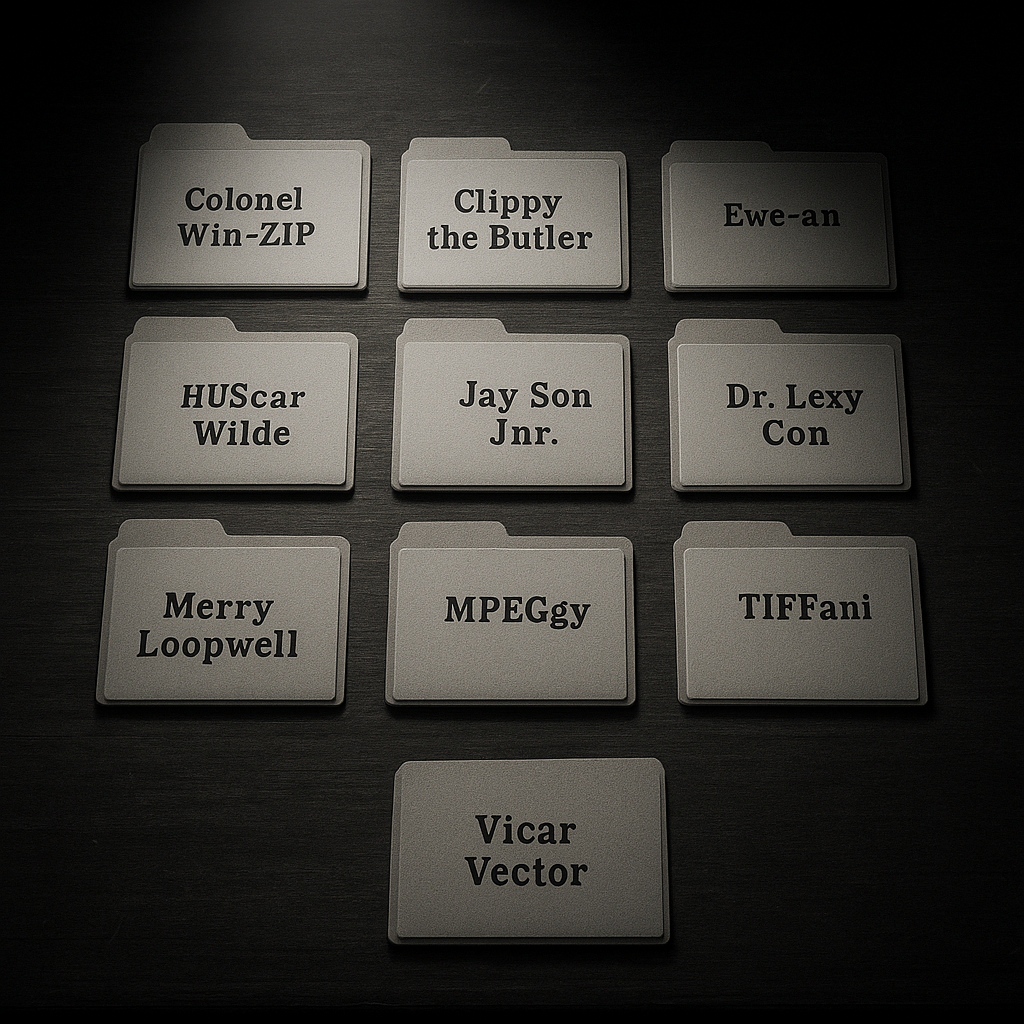 Colonel
Win-ZIP
Clippy
the Butler
Ewe-an
HUScar
Wilde
Jay Son
Jnr.
Dr. Lexy
Con
Merry
Loopwell
MPEGgy
TIFFani
Vicar
Vector